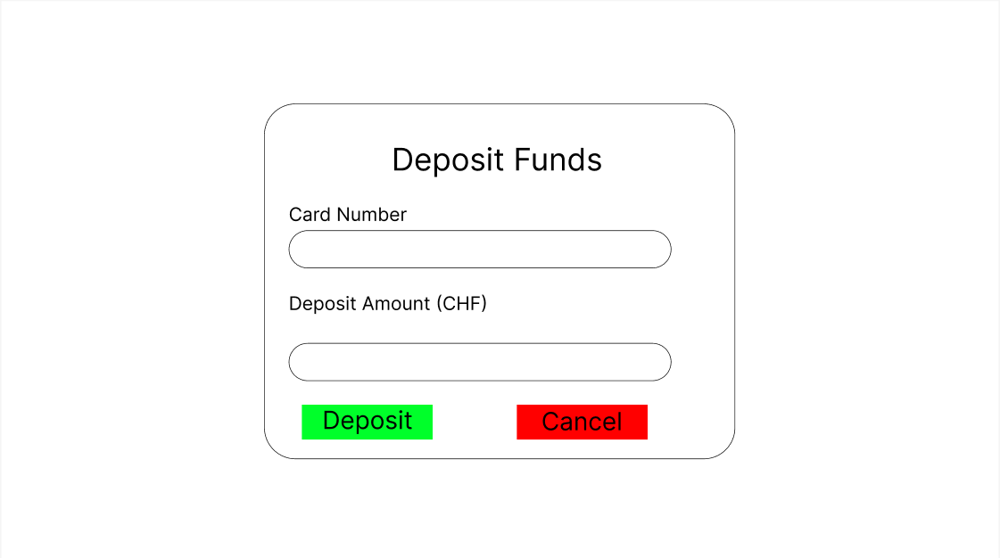 Deposit Funds
Card Number
Deposit Amount (CHF)
Deposit
Cancel